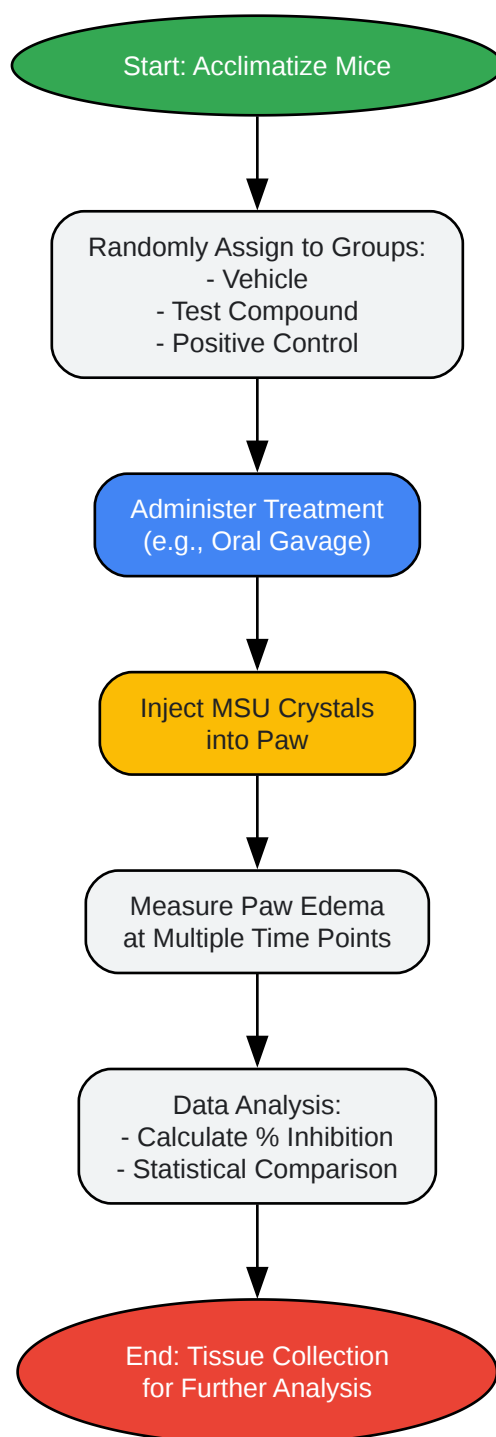 Start: Acclimatize Mice
Randomly Assign to Groups:
- Vehicle
- Test Compound
- Positive Control
Administer Treatment
(e.g., Oral Gavage)
Inject MSU Crystals
into Paw
Measure Paw Edema
at Multiple Time Points
Data Analysis:
- Calculate % Inhibition
- Statistical Comparison
End: Tissue Collection
for Further Analysis